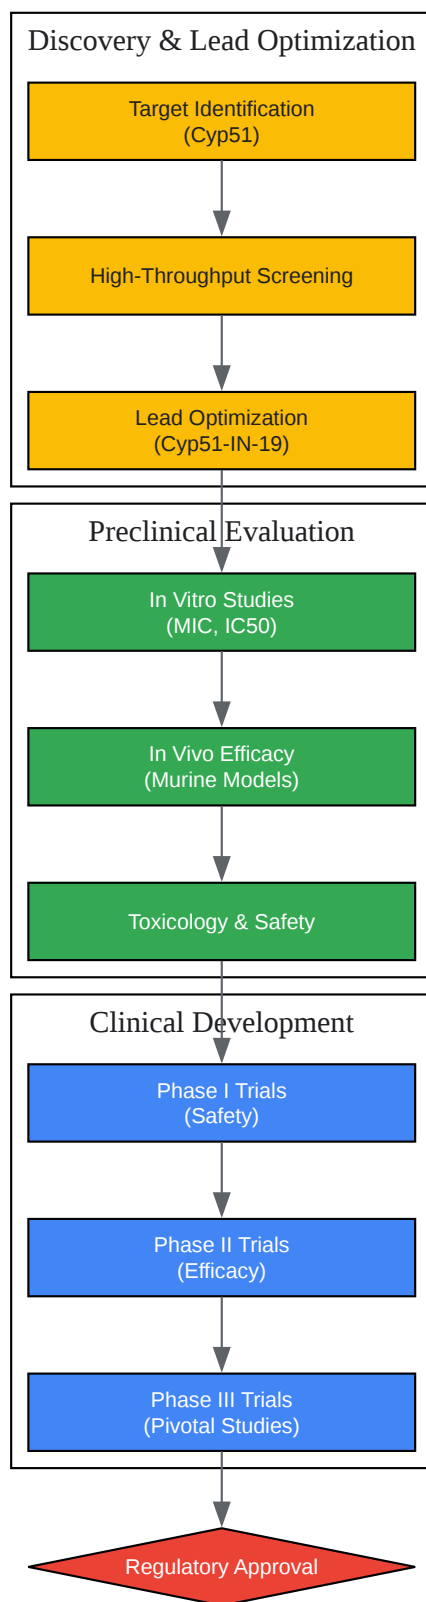 Discovery & Lead Optimization
Target Identification
(Cyp51)
High-Throughput Screening
Lead Optimization
(Cyp51-IN-19)
Preclinical Evaluation
In Vitro Studies
(MIC, IC50)
In Vivo Efficacy
(Murine Models)
Toxicology & Safety
Clinical Development
Phase I Trials
(Safety)
Phase II Trials
(Efficacy)
Phase III Trials
(Pivotal Studies)
Regulatory Approval